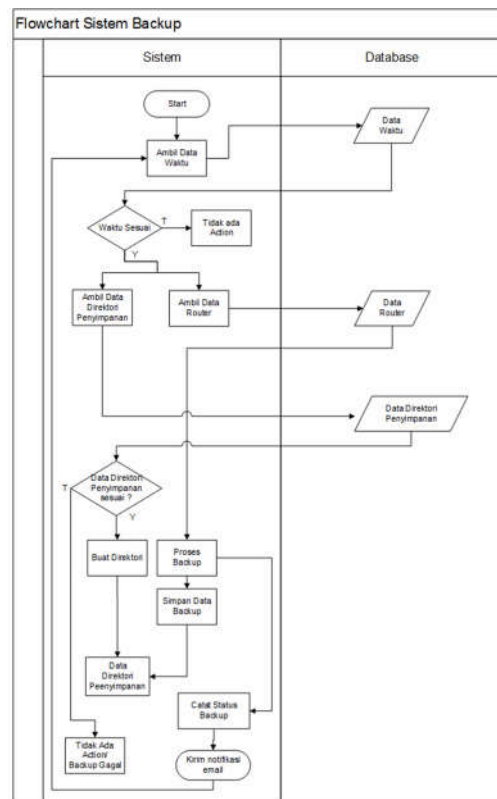 Flowchart Sistem Backup
Sistem
Database
Start
Ambil Data
Waktu
Data
Waktu
Waktu Sesuai
T
Tidak ada
Action
Y
Ambil Data
Direktori
Penyimpanan
Ambil Data
Router
Data
Router
Data Direktori
Penyimpanan
Data Direktori
Penyimpanan
sesuai ?
T
Y
Buat Direktori
Proses
Backup
Simpan Data
Backup
Data
Direktori
Peenyimpanan
Catat Status
Backup
Tidak Ada
Action/
Backup Gagal
Kirim notifikasi
email